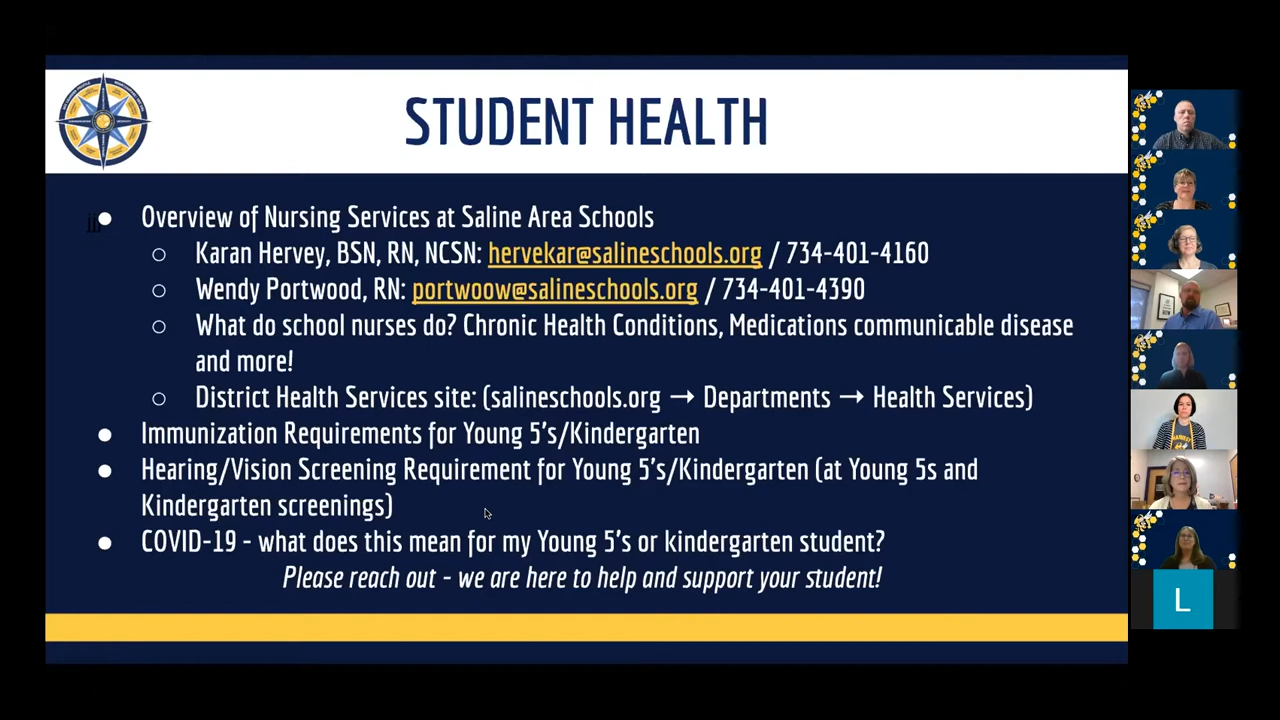 STUDENT HEALTH
jj
● Overview of Nursing Services at Saline Area Schools
○ Karan Hervey, BSN, RN, NCSN: hervekar@salineschools.org / 734-401-4160
○ Wendy Portwood, RN: portwoow@salineschools.org / 734-401-4390
○ What do school nurses do? Chronic Health Conditions, Medications communicable disease
and more!
○ District Health Services site: (salineschools.org → Departments → Health Services)
● Immunization Requirements for Young 5's/Kindergarten
● Hearing/Vision Screening Requirement for Young 5's/Kindergarten (at Young 5s and
Kindergarten screenings)
● COVID-19 - what does this mean for my Young 5's or kindergarten student?
Please reach out - we are here to help and support your student!
L